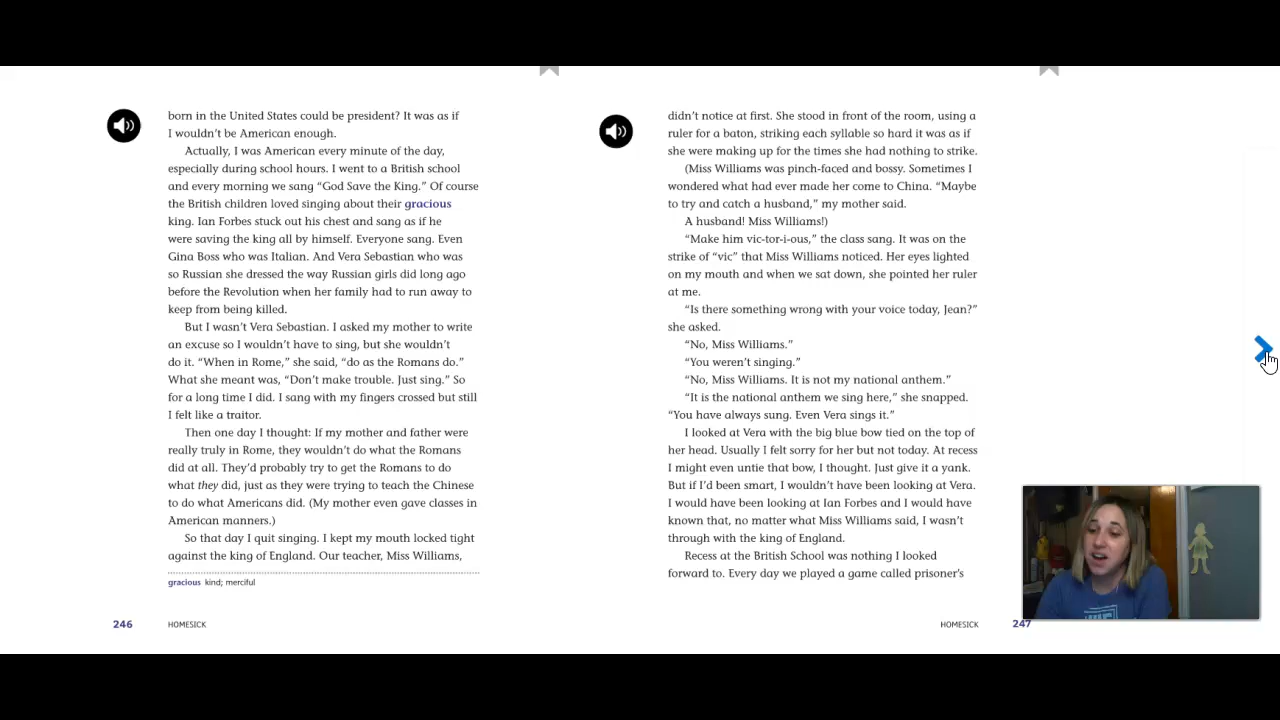 born in the United States could be president? It was as if
I wouldn’t be American enough.
Actually, I was American every minute of the day,
especially during school hours. I went to a British school
and every morning we sang “God Save the King.” Of course
the British children loved singing about their gracious
king. Ian Forbes stuck out his chest and sang as if he
were saving the king all by himself. Everyone sang. Even
Gina Boss who was Italian. And Vera Sebastian who was
so Russian she dressed the way Russian girls did long ago
before the Revolution when her family had to run away to
keep from being killed.
But I wasn’t Vera Sebastian. I asked my mother to write
an excuse so I wouldn’t have to sing, but she wouldn’t
do it. “When in Rome,” she said, “do as the Romans do.”
What she meant was, “Don’t make trouble. Just sing.” So
for a long time I did. I sang with my fingers crossed but still
I felt like a traitor.
Then one day I thought: If my mother and father were
really truly in Rome, they wouldn’t do what the Romans
did at all. They’d probably try to get the Romans to do
what they did, just as they were trying to teach the Chinese
to do what Americans did. (My mother even gave classes in
American manners.)
So that day I quit singing. I kept my mouth locked tight
against the king of England. Our teacher, Miss Williams,
gracious kind; merciful
246 HOMESICK
didn’t notice at first. She stood in front of the room, using a
ruler for a baton, striking each syllable so hard it was as if
she were making up for the times she had nothing to strike.
(Miss Williams was pinch-faced and bossy. Sometimes I
wondered what had ever made her come to China. “Maybe
to try and catch a husband,” my mother said.
A husband! Miss Williams!)
“Make him vic-tor-i-ous,” the class sang. It was on the
strike of “vic” that Miss Williams noticed. Her eyes lighted
on my mouth and when we sat down, she pointed her ruler
at me.
“Is there something wrong with your voice today, Jean?”
she asked.
“No, Miss Williams.”
“You weren’t singing.”
“No, Miss Williams. It is not my national anthem.”
“It is the national anthem we sing here,” she snapped.
“You have always sung. Even Vera sings it.”
I looked at Vera with the big blue bow tied on the top of
her head. Usually I felt sorry for her but not today. At recess
I might even untie that bow, I thought. Just give it a yank.
But if I’d been smart, I wouldn’t have been looking at Vera.
I would have been looking at Ian Forbes and I would have
known that, no matter what Miss Williams said, I wasn’t
through with the king of England.
Recess at the British School was nothing I looked
forward to. Every day we played a game called prisoner’s
HOMESICK 247